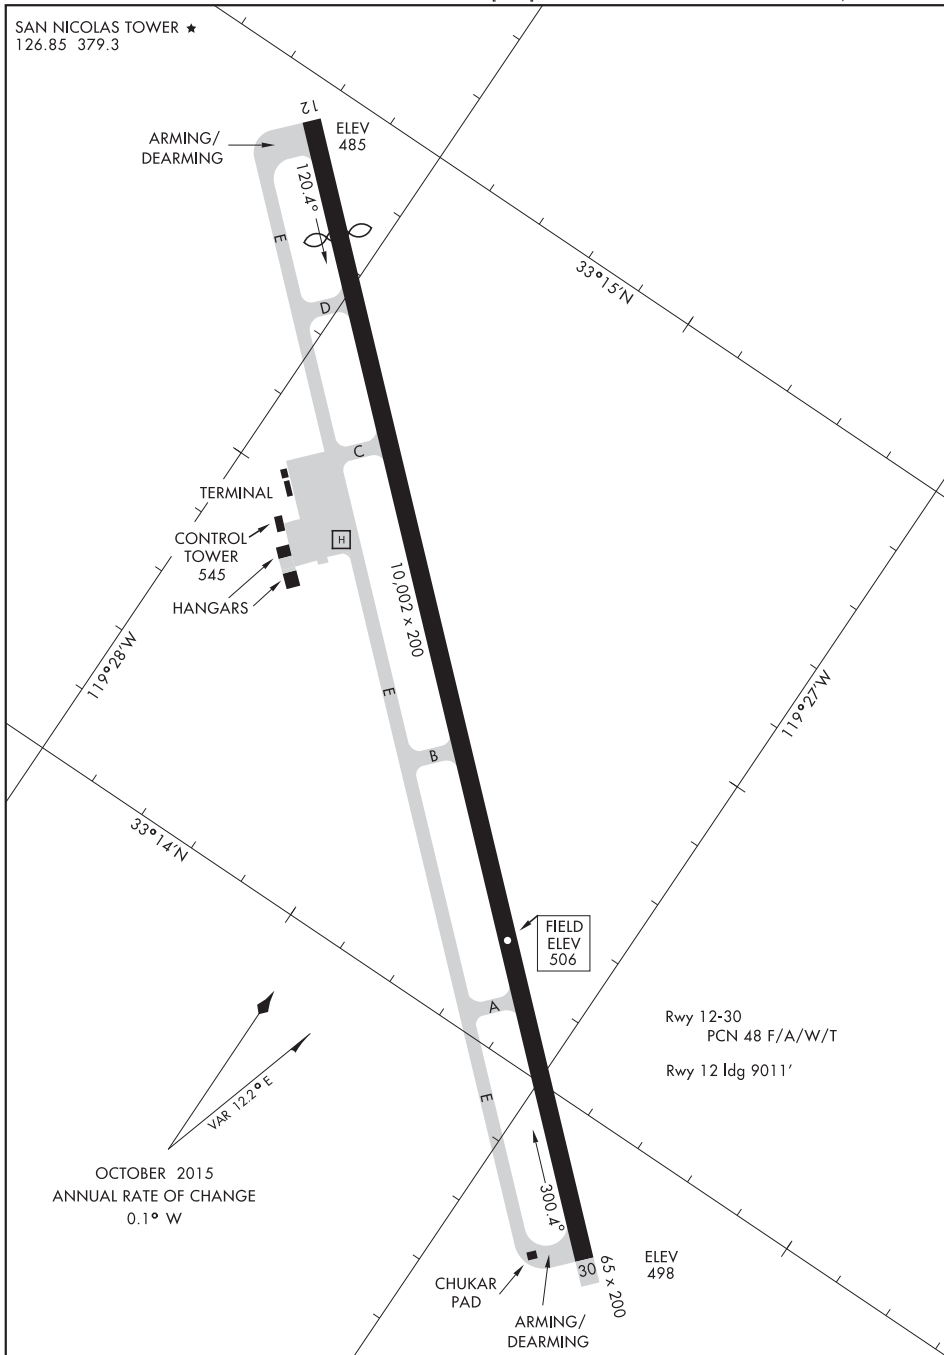 SAN NICOLAS TOWER ★
126.85 379.3
12
ELEV
485
ARMING/
DEARMING
120.4°
E
D
33°15'N
C
TERMINAL
CONTROL
TOWER
545
H
HANGARS
10,002 x 200
119°28'W
E
119°27'W
B
33°14'N
FIELD
ELEV
506
A
Rwy 12-30
PCN 48 F/A/W/T
Rwy 12 ldg 9011'
E
VAR 12.2° E
OCTOBER 2015
ANNUAL RATE OF CHANGE
0.1° W
300.4°
30
65 x 200
ELEV
498
CHUKAR
PAD
ARMING/
DEARMING